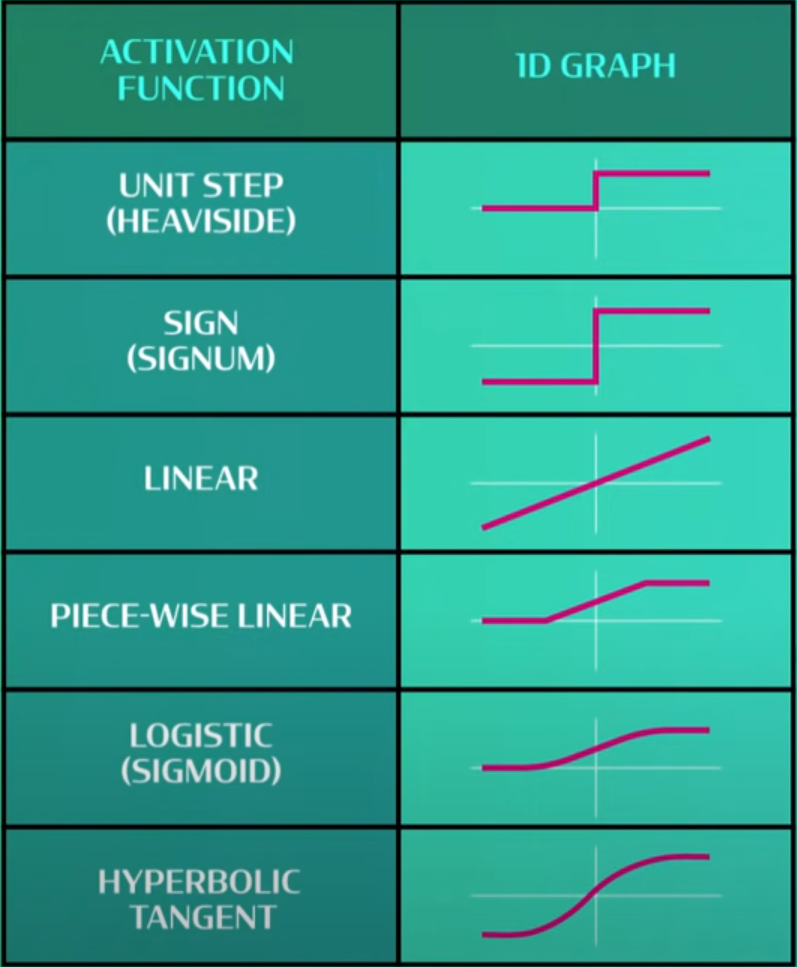 ACTIVATION
FUNCTION
1D GRAPH
UNIT STEP
(HEAVISIDE)
SIGN
(SIGNUM)
LINEAR
PIECE-WISE LINEAR
LOGISTIC
(SIGMOID)
HYPERBOLIC
TANGENT